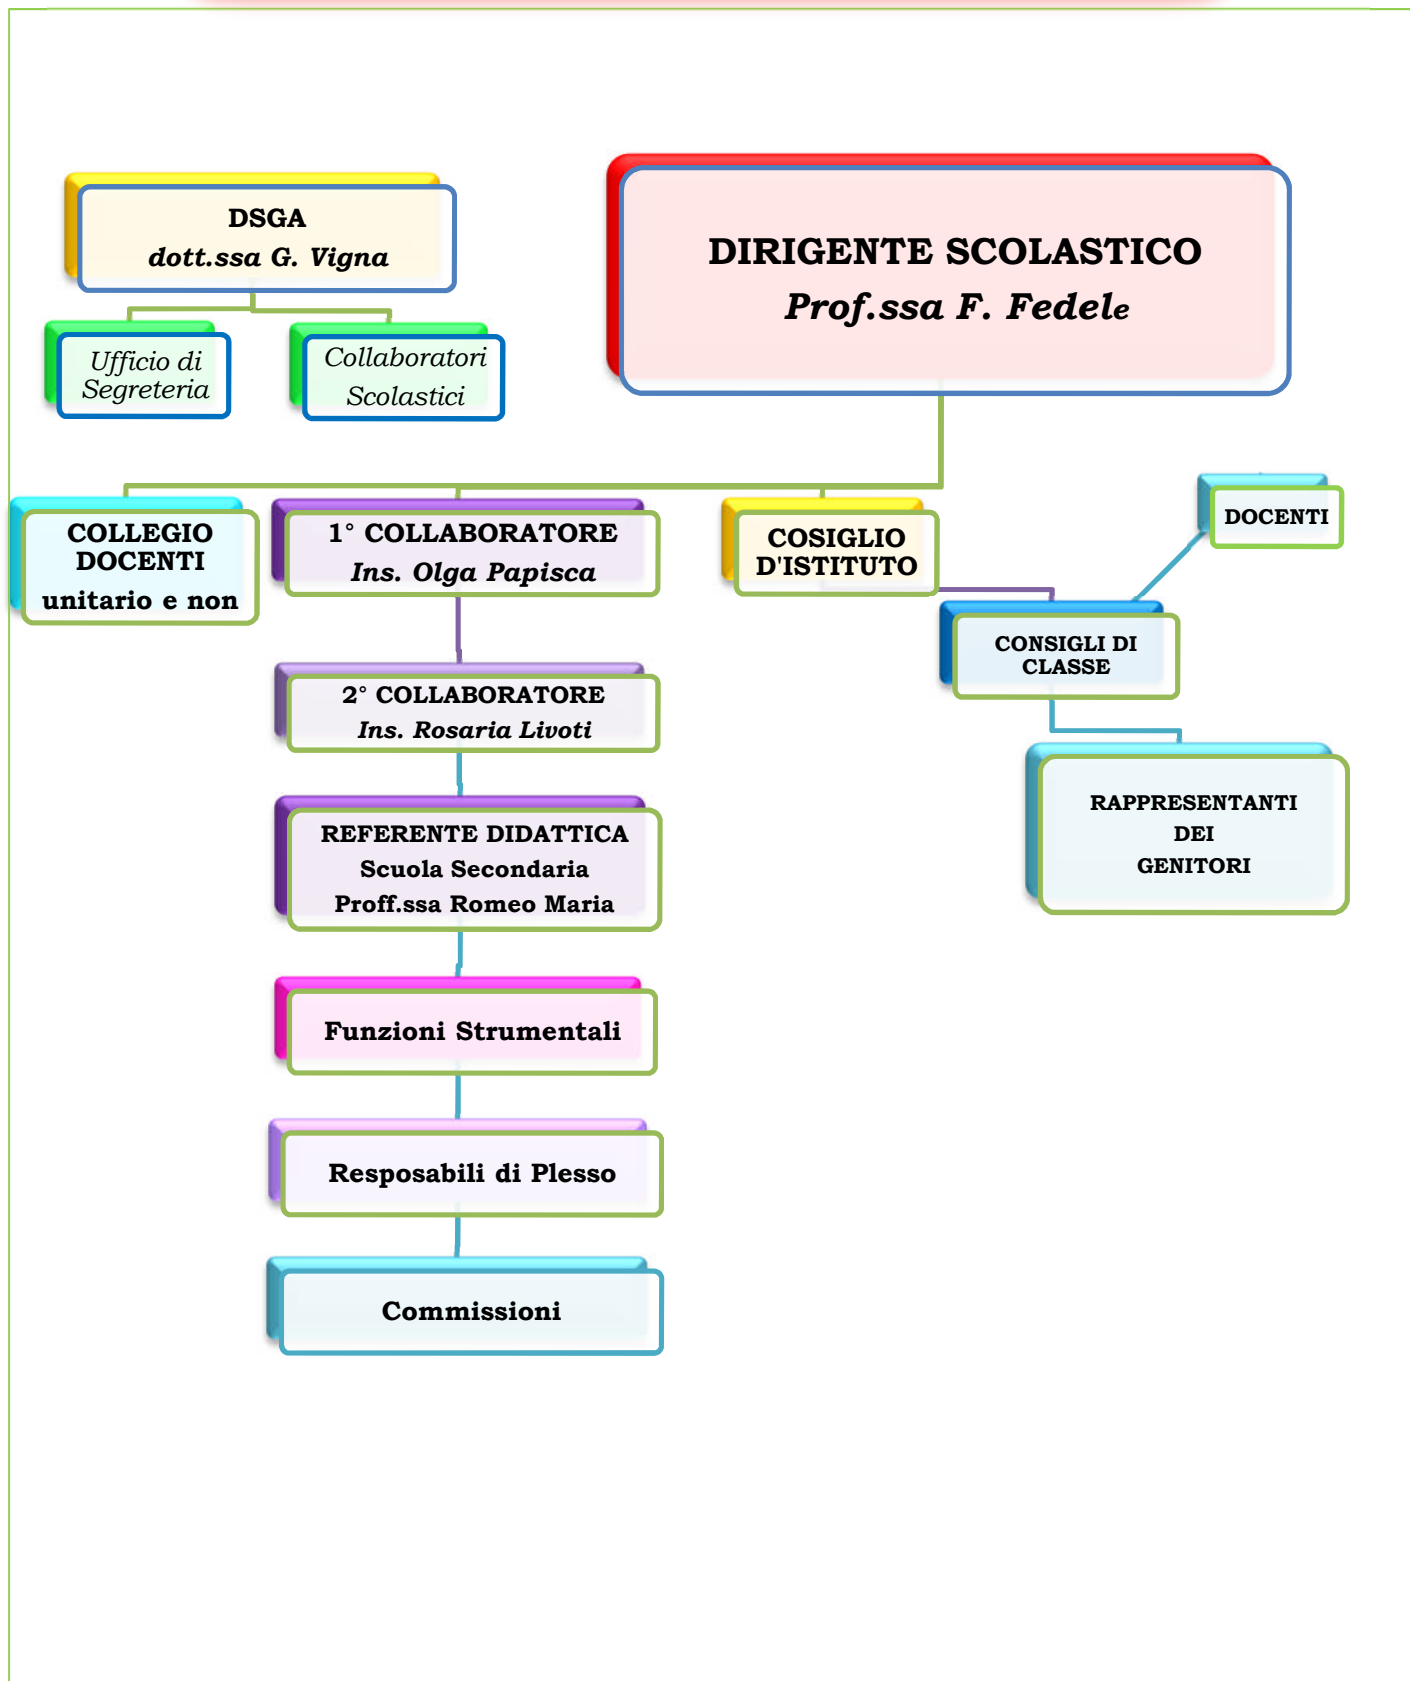 DSGA
dott.ssa G. Vigna
Ufficio di
Segreteria
Collaboratori
Scolastici
DIRIGENTE SCOLASTICO
Prof.ssa F. Fedele
COLLEGIO
DOCENTI
unitario e non
1° COLLABORATORE
Ins. Olga Papisca
COSIGLIO
D'ISTITUTO
DOCENTI
CONSIGLI DI
CLASSE
2° COLLABORATORE
Ins. Rosaria Livoti
RAPPRESENTANTI
DEI
GENITORI
REFERENTE DIDATTICA
Scuola Secondaria
Proff.ssa Romeo Maria
Funzioni Strumentali
Resposabili di Plesso
Commissioni